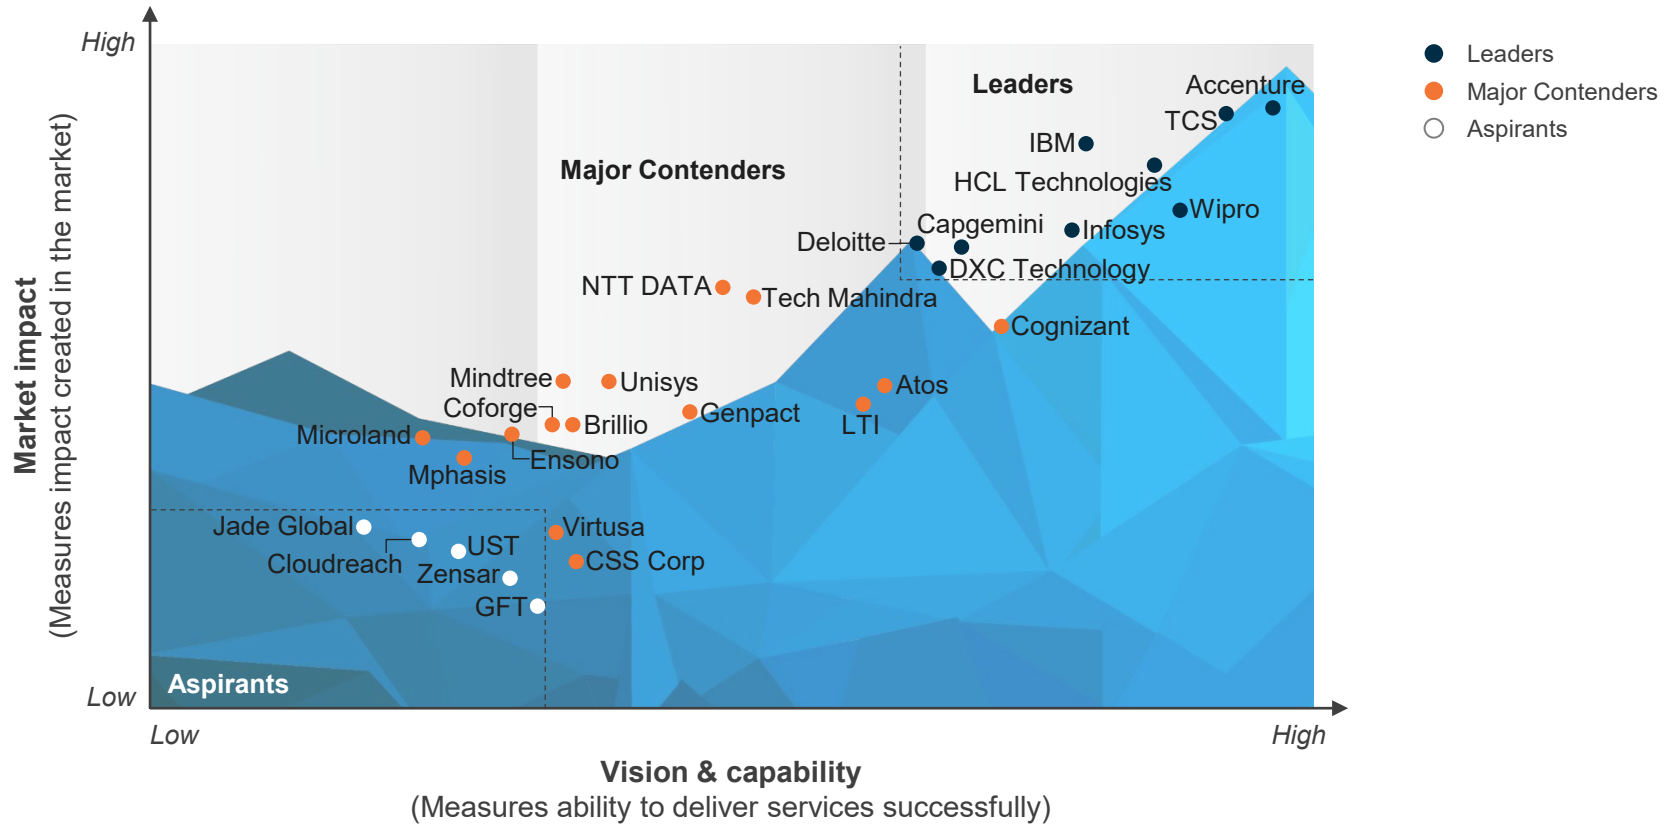 High
Leaders
Leaders
Major Contenders
Aspirants
Accenture
TCS
IBM
Major Contenders
HCL Technologies
Wipro
Capgemini
Infosys
Deloitte
DXC Technology
NTT DATA
Tech Mahindra
Cognizant
Mindtree
Unisys
Atos
Coforge
Brillio
Genpact
LTI
Microland
Ensono
Mphasis
Jade Global
Virtusa
Cloudreach
UST
CSS Corp
Zensar
GFT
Aspirants
Market impact
(Measures impact created in the market)
Low
Low
High
Vision & capability
(Measures ability to deliver services successfully)